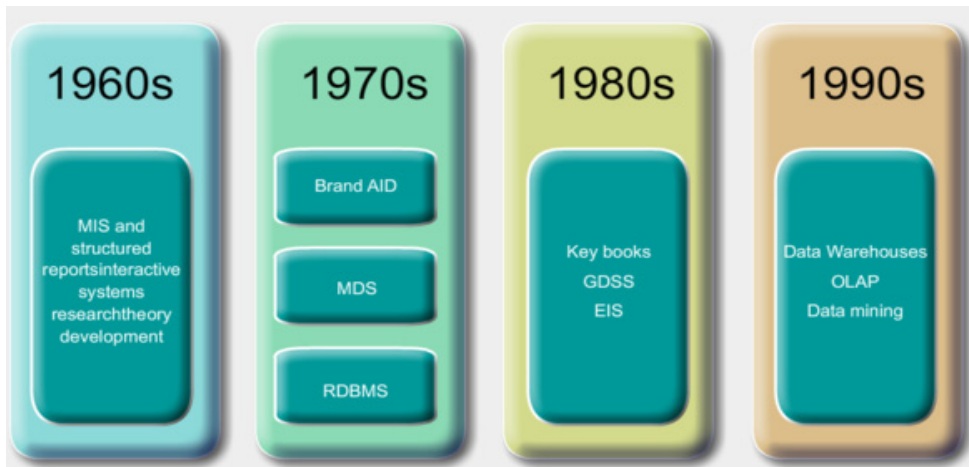 1960s
MIS and
structured
reportsinteractive
systems
researchtheory
development
1970s
Brand AID
MDS
RDBMS
1980s
Key books
GDSS
EIS
1990s
Data Warehouses
OLAP
Data mining